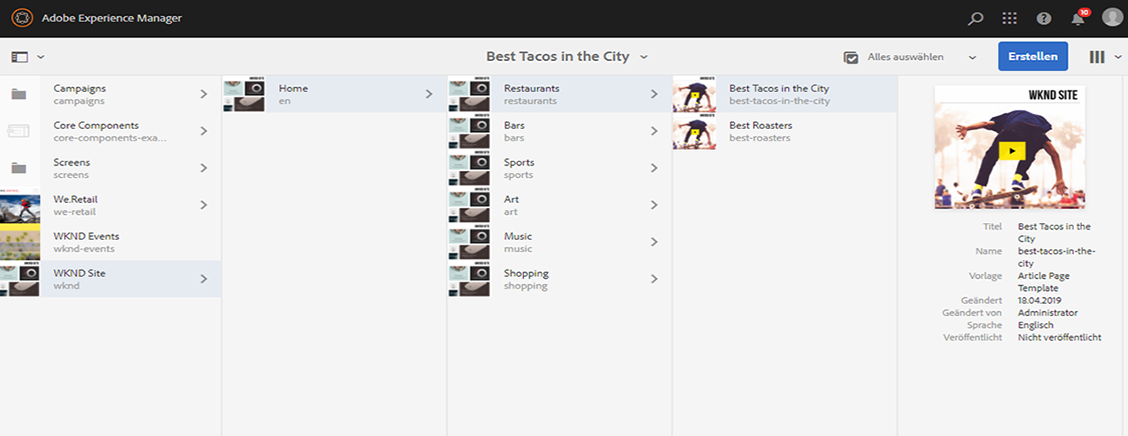 Adobe Experience Manager
10
Best Tacos in the City
Alles auswählen
Erstellen
Campaigns
campaigns
Core Components
core-components-exa...
Screens
screens
We.Retail
we-retail
WKND Events
wknd-events
WKND Site
wknd
Home
en
Restaurants
restaurants
Bars
bars
Sports
sports
Art
art
Music
music
Shopping
shopping
Best Tacos in the City
best-tacos-in-the-city
Best Roasters
best-roasters
WKND SITE
Titel Best Tacos in the
City
Name best-tacos-in-the-
city
Vorlage Article Page
Template
Geändert 18.04.2019
Geändert von Administrator
Sprache Englisch
Veröffentlicht Nicht veröffentlicht